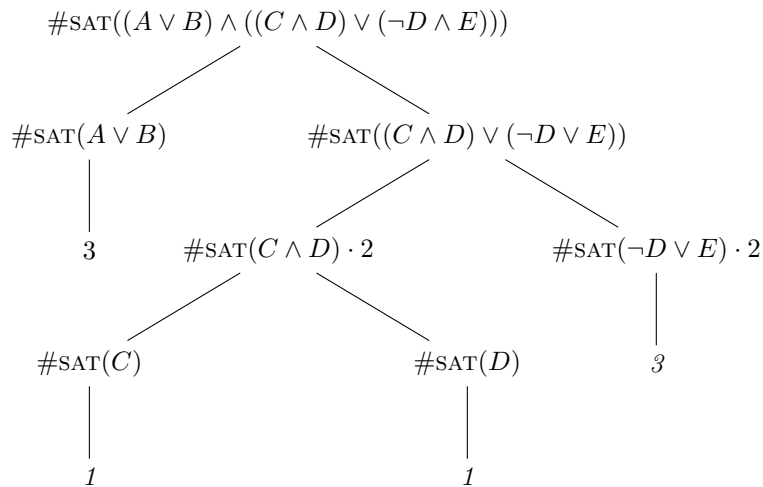 #SAT((A ∨ B) ∧ ((C ∧ D) ∨ (¬D ∧ E)))
#SAT(A ∨ B) #SAT((C ∧ D) ∨ (¬D ∨ E))
3 #SAT(C ∧ D) · 2 #SAT(¬D ∨ E) · 2
#SAT(C) #SAT(D) 3
1 1